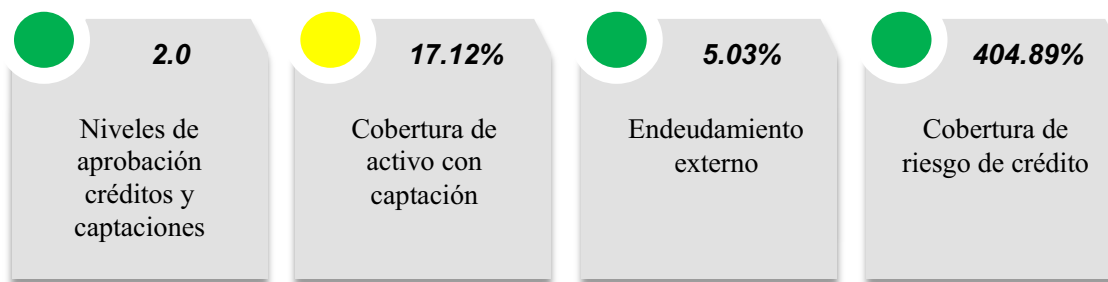 2.0
Niveles de
aprobación
créditos y
captaciones
17.12%
Cobertura de
activo con
captación
5.03%
Endeudamiento
externo
404.89%
Cobertura de
riesgo de crédito